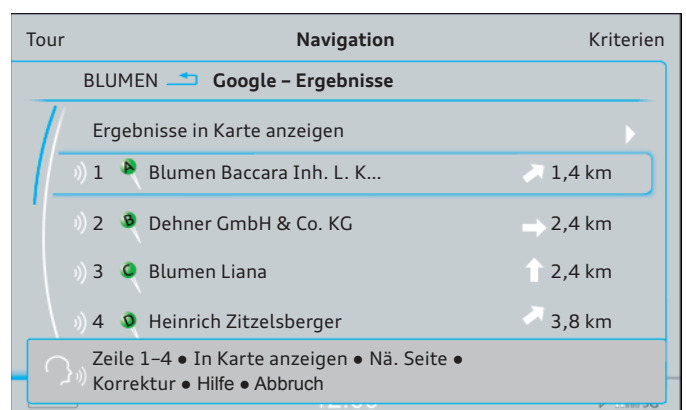 Tour Navigation Kriterien
BLUMEN Google – Ergebnisse
Ergebnisse in Karte anzeigen
1 A Blumen Baccara Inh. L. K... 1,4 km
2 B Dehner GmbH & Co. KG 2,4 km
3 C Blumen Liana 2,4 km
4 D Heinrich Zitzelsberger 3,8 km
Zeile 1–4 ● In Karte anzeigen ● Nä. Seite ●
Korrektur ● Hilfe ● Abbruch